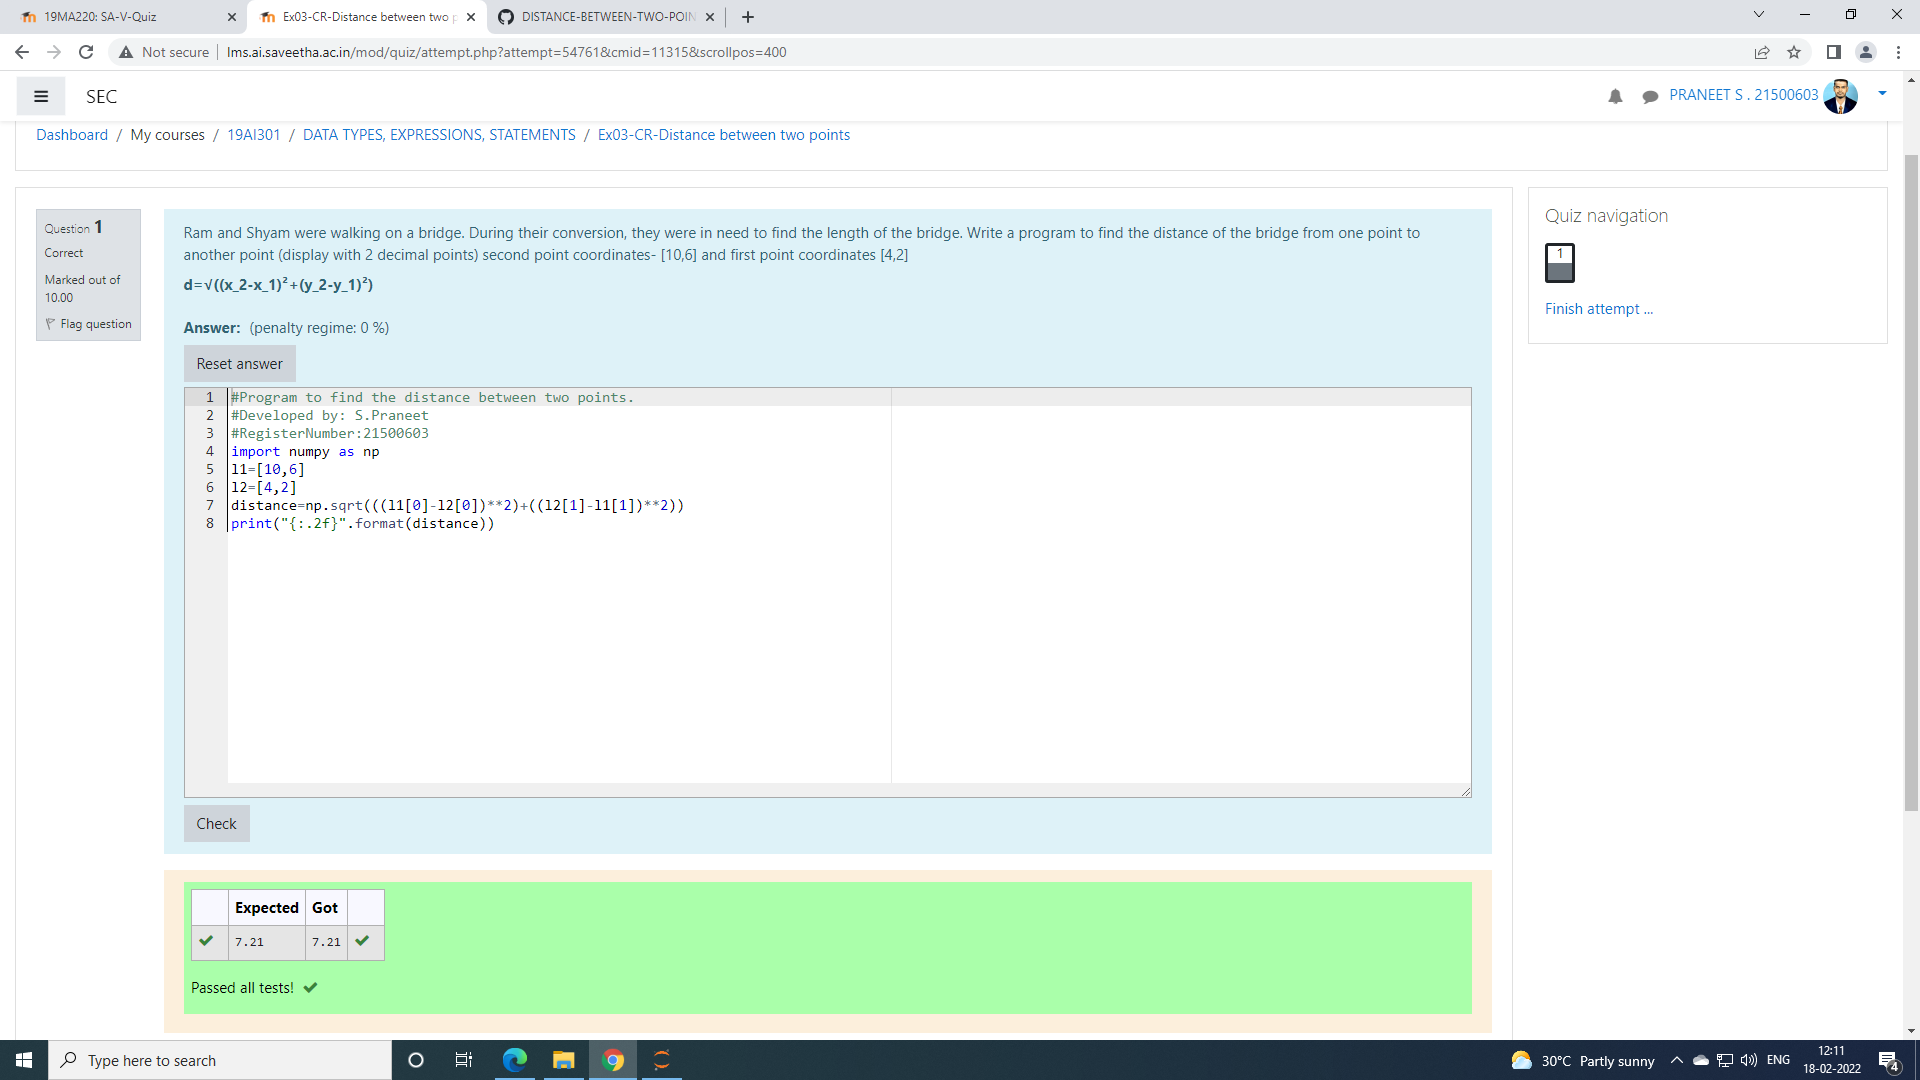 19MA220: SA-V-Quiz
Ex03-CR-Distance between two p
DISTANCE-BETWEEN-TWO-POIN
Not secure
lms.ai.saveetha.ac.in/mod/quiz/attempt.php?attempt=54761&cmid=11315&scrollpos=400
SEC
PRANEET S . 21500603
Dashboard / My courses / 19AI301 / DATA TYPES, EXPRESSIONS, STATEMENTS / Ex03-CR-Distance between two points
Question 1
Correct
Marked out of
10.00
Flag question
Ram and Shyam were walking on a bridge. During their conversion, they were in need to find the length of the bridge. Write a program to find the distance of the bridge from one point to
another point (display with 2 decimal points) second point coordinates- [10,6] and first point coordinates [4,2]
d=√((x_2-x_1)²+(y_2-y_1)²)
Answer: (penalty regime: 0 %)
Reset answer
1 #Program to find the distance between two points.
2 #Developed by: S.Praneet
3 #RegisterNumber:21500603
4 import numpy as np
5 l1=[10,6]
6 l2=[4,2]
7 distance=np.sqrt(((l1[0]-l2[0])**2)+((l2[1]-l1[1])**2))
8 print("{:.2f}".format(distance))
Check
Expected Got
7.21 7.21
Passed all tests!
Quiz navigation
1
Finish attempt ...
Type here to search
30°C Partly sunny
ENG
12:11
18-02-2022
4